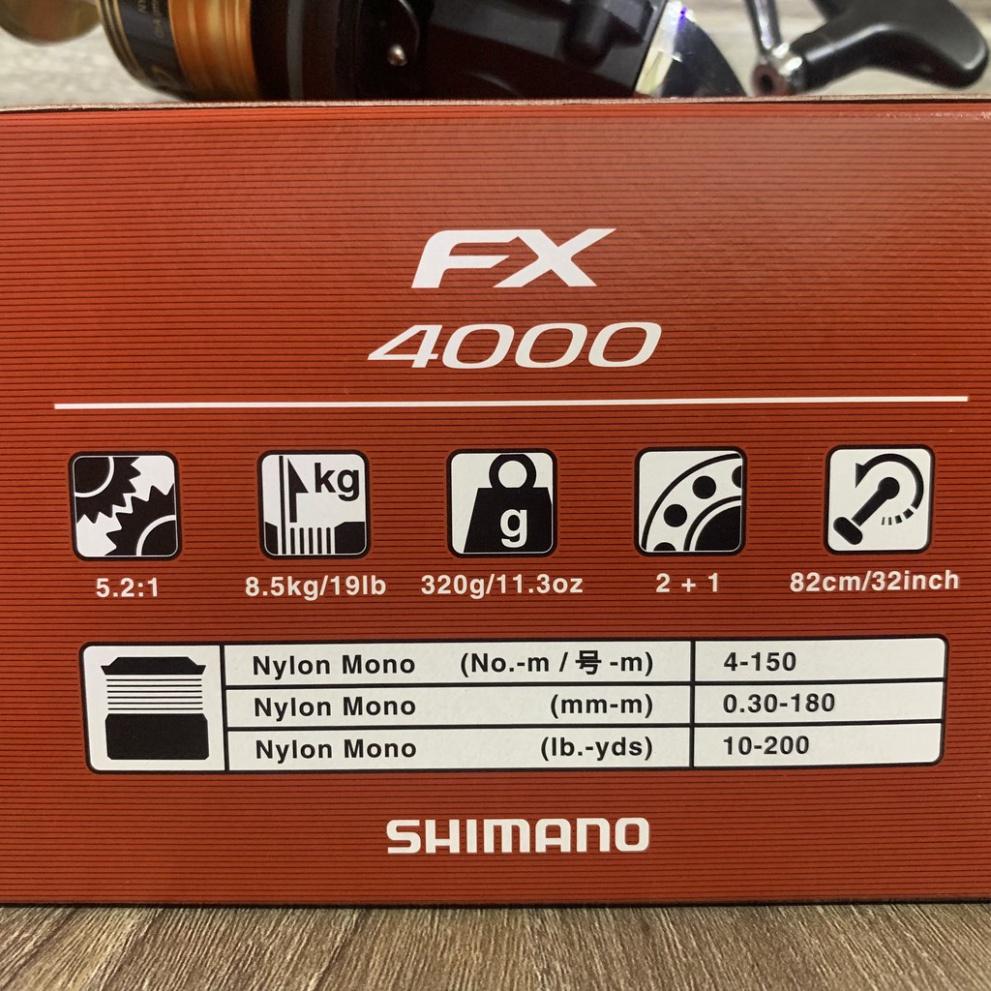 FX
4000
kg
g
5.2:1 8.5kg/19lb 320g/11.3oz 2 + 1 82cm/32inch
Nylon Mono (No.-m / 号 -m) 4-150
Nylon Mono (mm-m) 0.30-180
Nylon Mono (lb.-yds) 10-200
SHIMANO